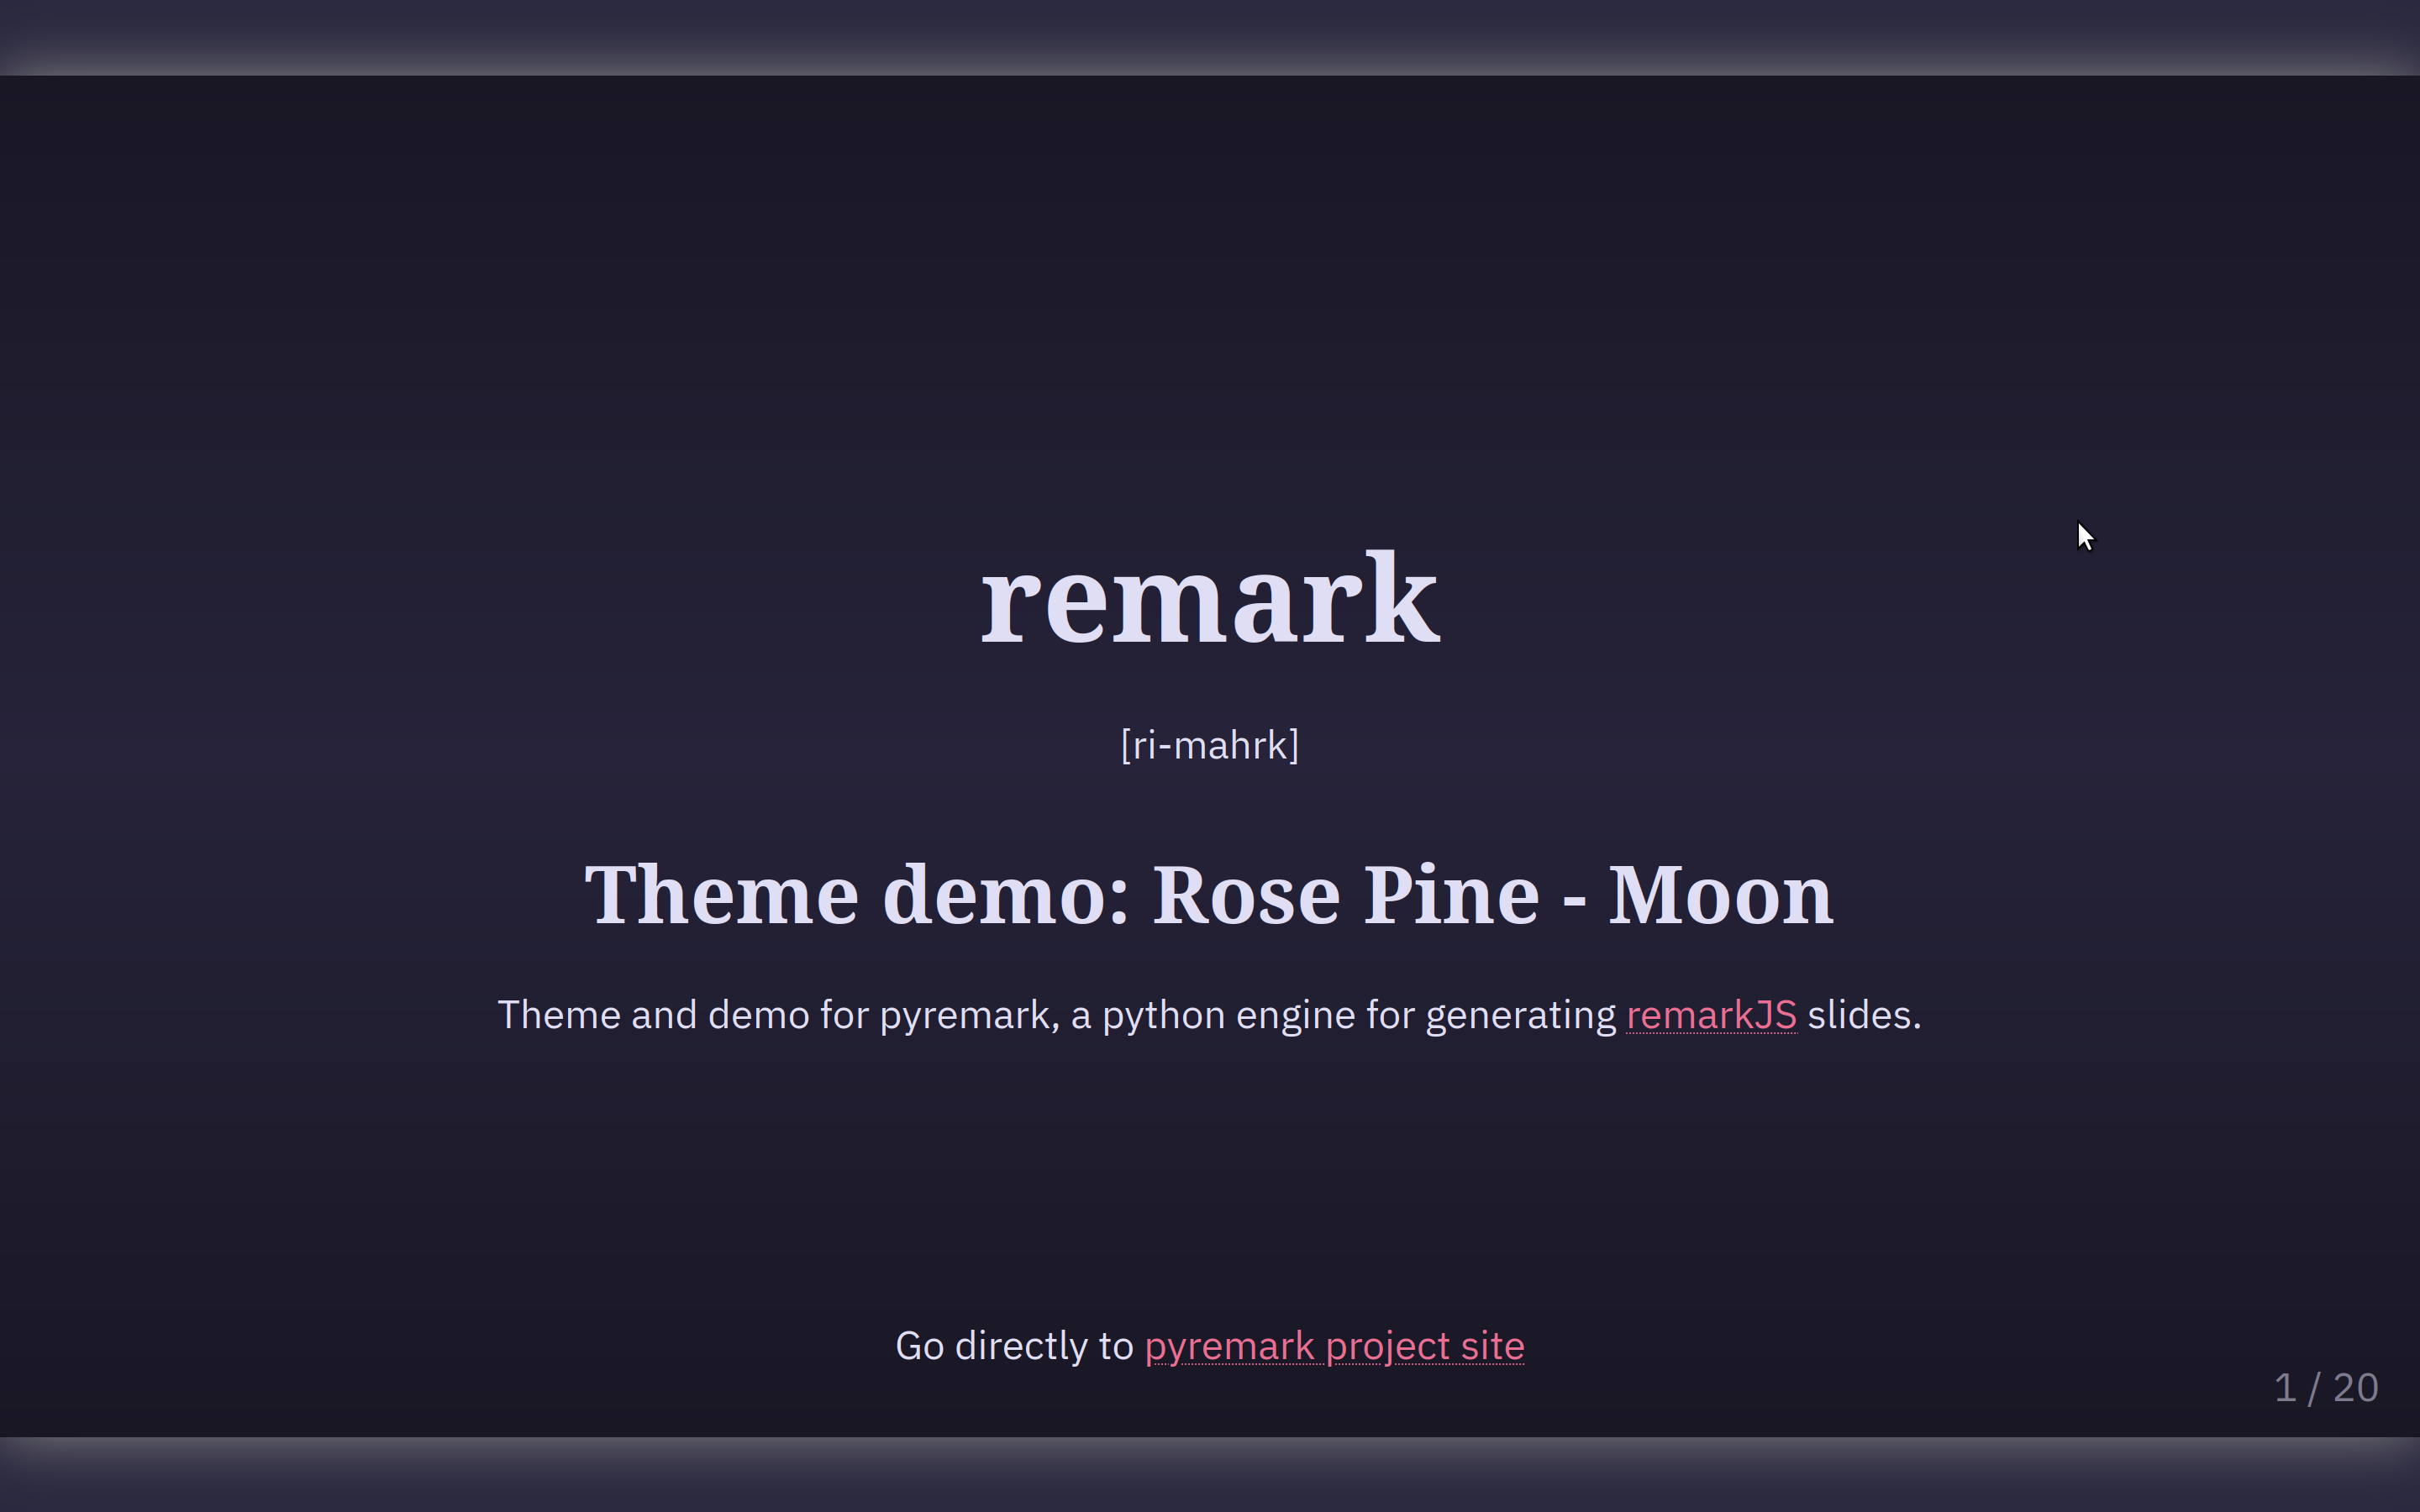 remark
[ri-mahrk]
Theme demo: Rose Pine - Moon
Theme and demo for pyremark, a python engine for generating remarkJS slides.
Go directly to pyremark project site
1 / 20